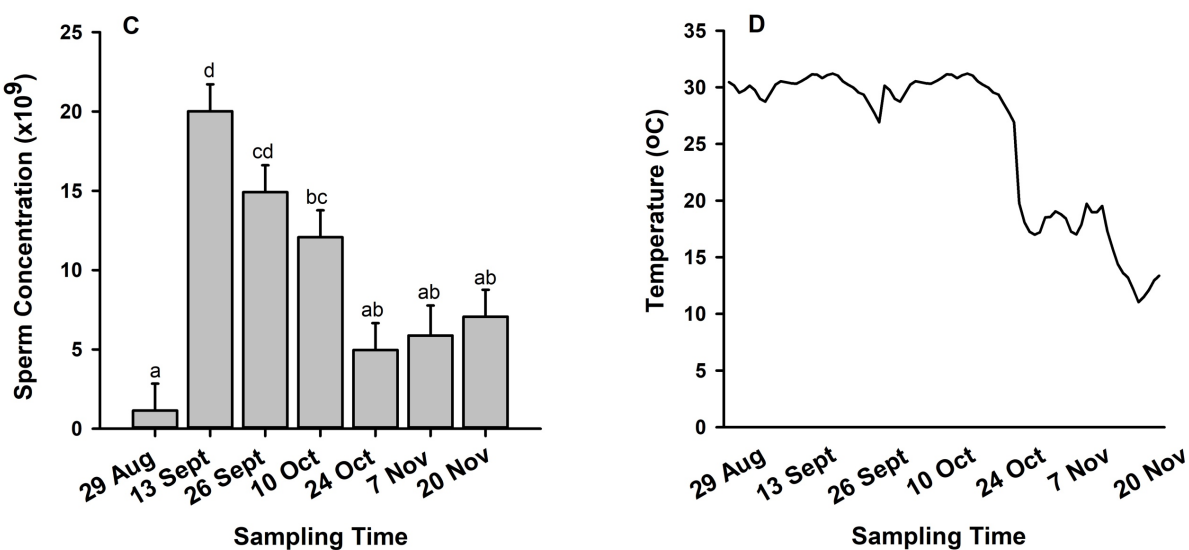 C
Sperm Concentration (x10⁹)
25
20
15
10
5
0
a
d
cd
bc
ab
ab
ab
29 Aug
13 Sept
26 Sept
10 Oct
24 Oct
7 Nov
20 Nov
Sampling Time
D
Temperature (oC)
35
30
25
20
15
10
5
0
29 Aug
13 Sept
26 Sept
10 Oct
24 Oct
7 Nov
20 Nov
Sampling Time